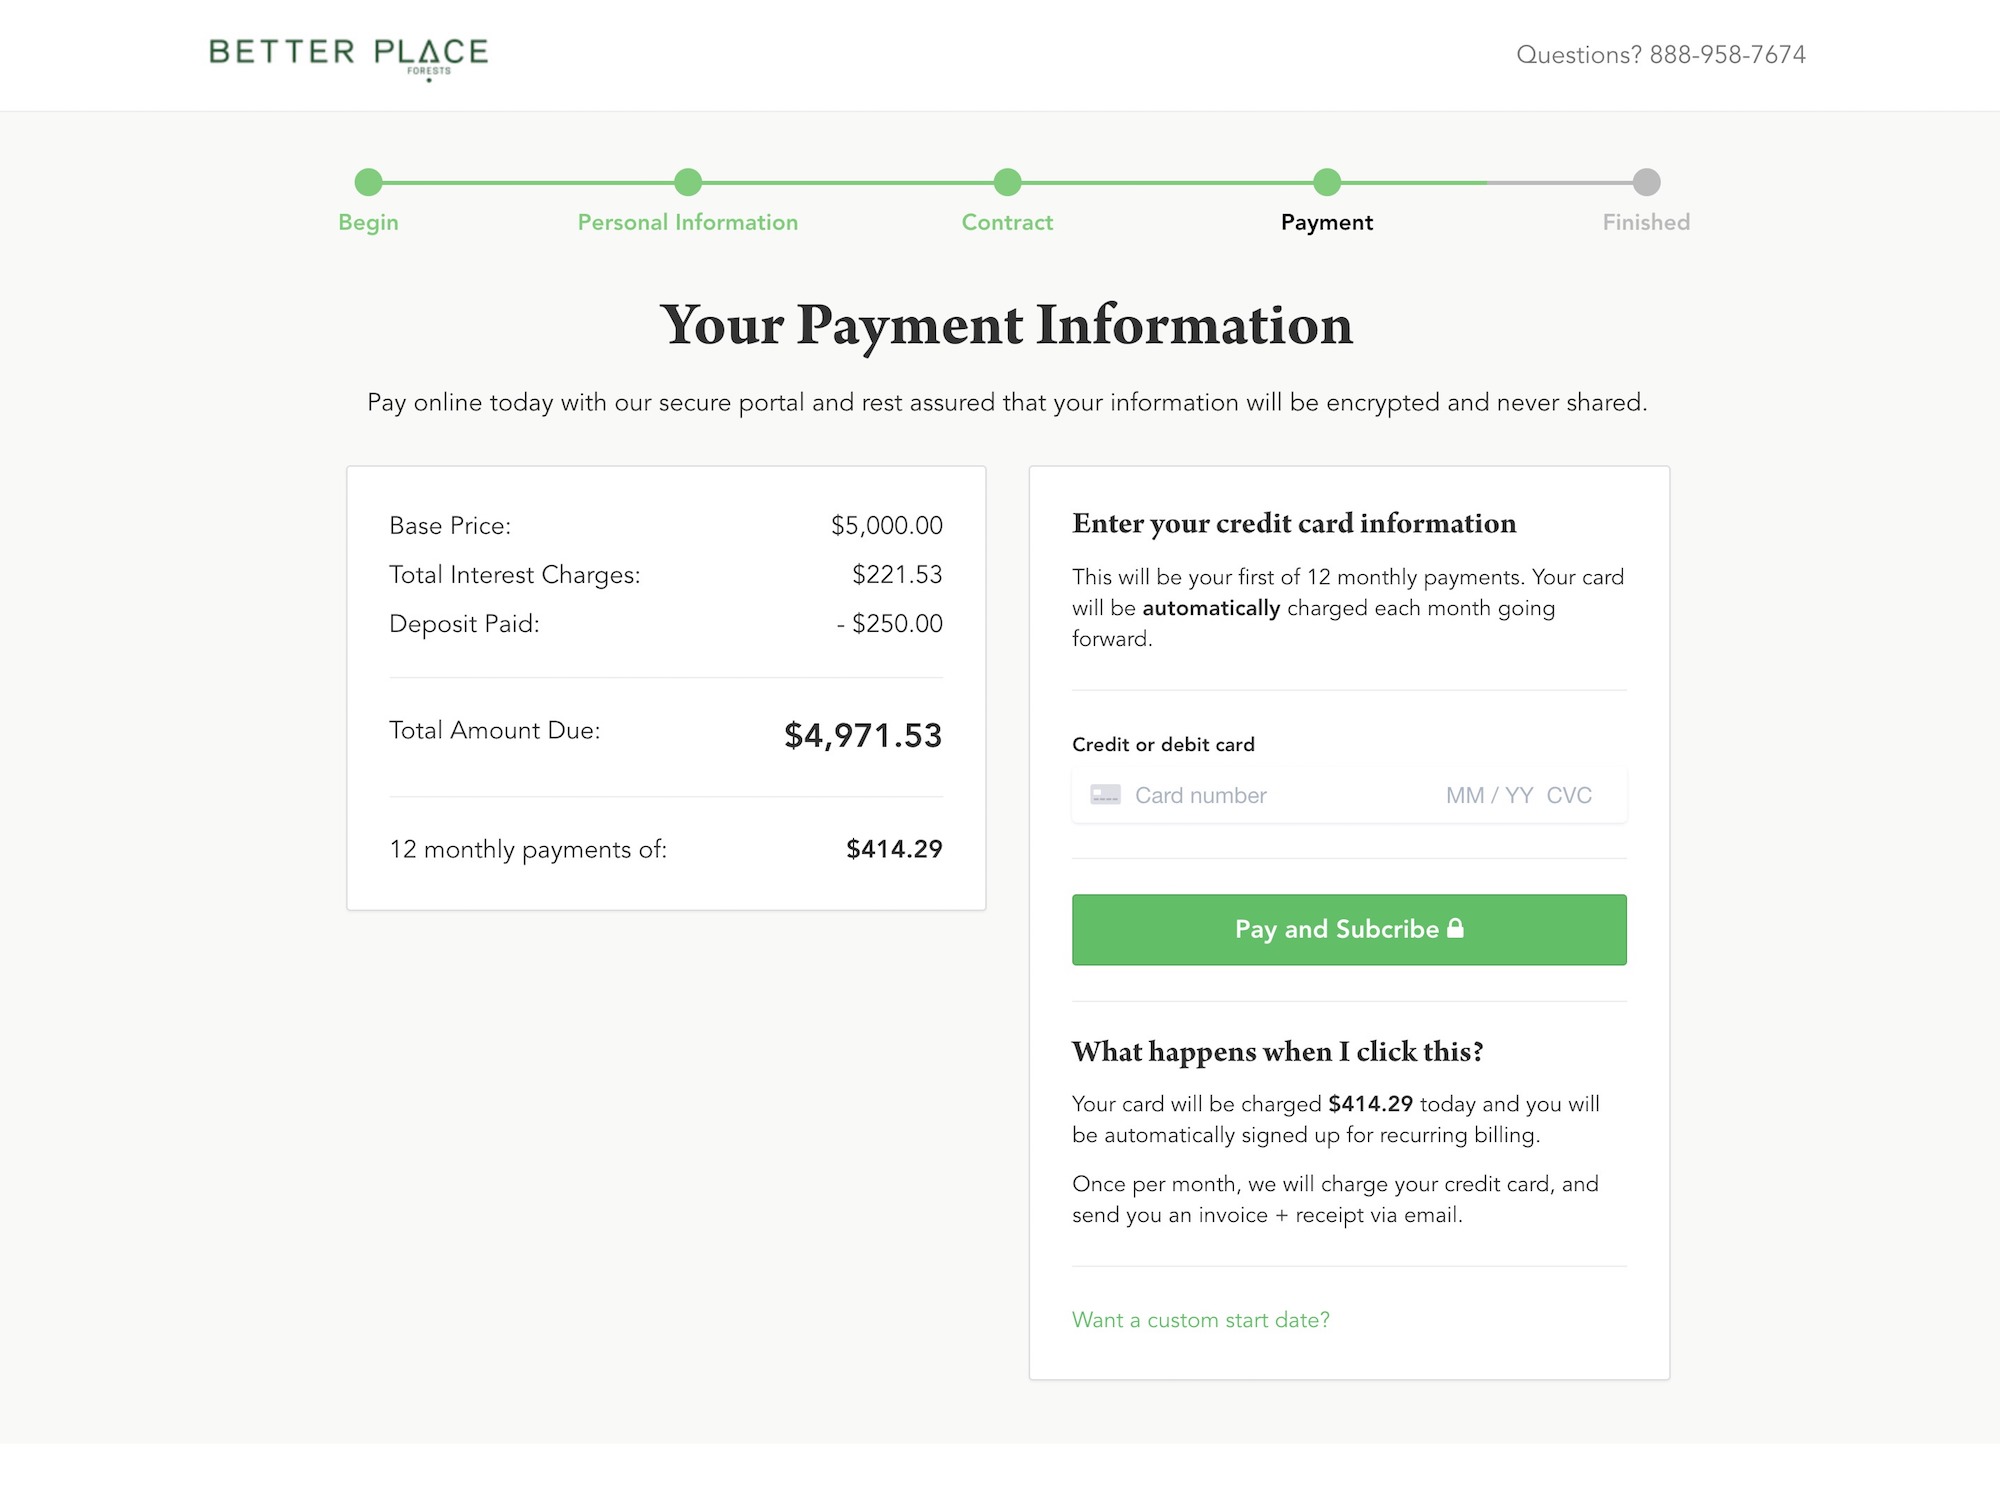 BETTER PLACE
FORESTS
Questions? 888-958-7674
Begin
Personal Information
Contract
Payment
Finished
Your Payment Information
Pay online today with our secure portal and rest assured that your information will be encrypted and never shared.
Base Price: $5,000.00
Total Interest Charges: $221.53
Deposit Paid: - $250.00
Total Amount Due: $4,971.53
12 monthly payments of: $414.29
Enter your credit card information
This will be your first of 12 monthly payments. Your card
will be automatically charged each month going
forward.
Credit or debit card
Card number MM / YY CVC
Pay and Subcribe
What happens when I click this?
Your card will be charged $414.29 today and you will
be automatically signed up for recurring billing.
Once per month, we will charge your credit card, and
send you an invoice + receipt via email.
Want a custom start date?